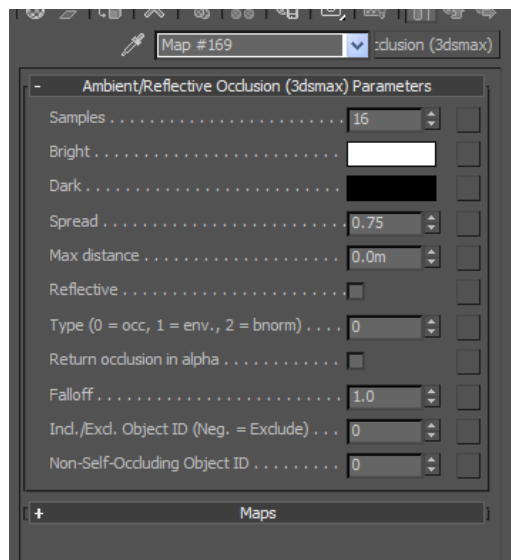 Map #169
:clusion (3dsmax)
- Ambient/Reflective Occlusion (3dsmax) Parameters
Samples . . . . . . . . . . . . . . . . . . . . . . . . 16
Bright . . . . . . . . . . . . . . . . . . . . . . . . .
Dark . . . . . . . . . . . . . . . . . . . . . . . . . .
Spread . . . . . . . . . . . . . . . . . . . . . . . . . 0.75
Max distance . . . . . . . . . . . . . . . . . . . . 0.0m
Reflective . . . . . . . . . . . . . . . . . . . . . . .
Type (0 = occ, 1 = env., 2 = bnorm) . . . . 0
Return occlusion in alpha . . . . . . . . . . . .
Falloff . . . . . . . . . . . . . . . . . . . . . . . . . 1.0
Incl./Excl. Object ID (Neg. = Exclude) . . . 0
Non-Self-Occluding Object ID . . . . . . . . . 0
+ Maps